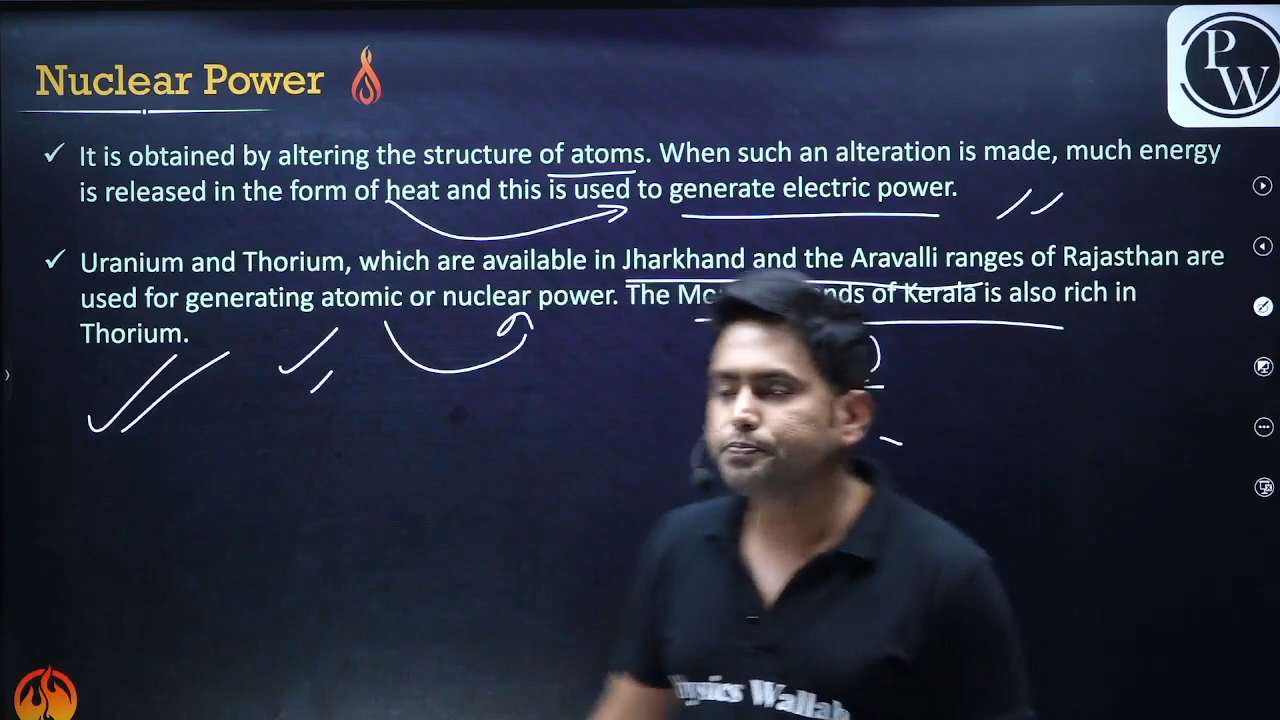 Nuclear Power
PW
It is obtained by altering the structure of atoms. When such an alteration is made, much energy
is released in the form of heat and this is used to generate electric power.
Uranium and Thorium, which are available in Jharkhand and the Aravalli ranges of Rajasthan are
used for generating atomic or nuclear power. The nds of Kerala is also rich in
Thorium.
ysics Wallah